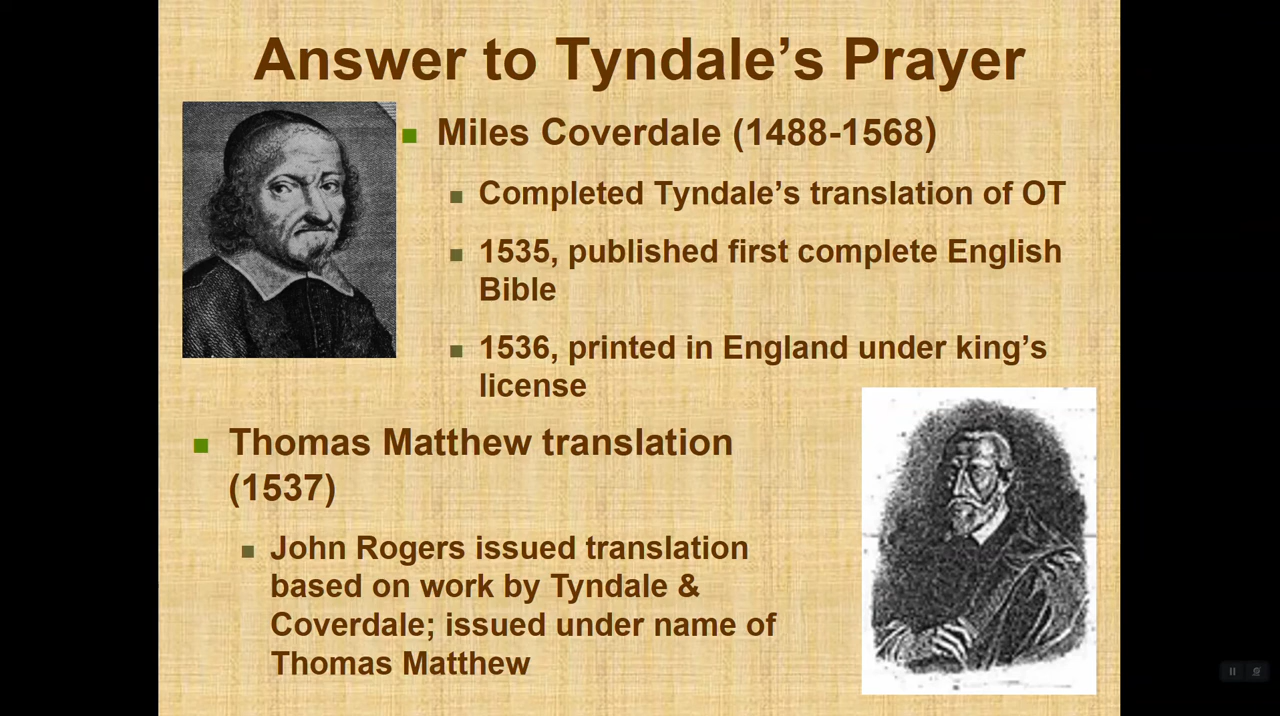 Answer to Tyndale’s Prayer
Miles Coverdale (1488-1568)
Completed Tyndale’s translation of OT
1535, published first complete English
Bible
1536, printed in England under king’s
license
Thomas Matthew translation
(1537)
John Rogers issued translation
based on work by Tyndale &
Coverdale; issued under name of
Thomas Matthew